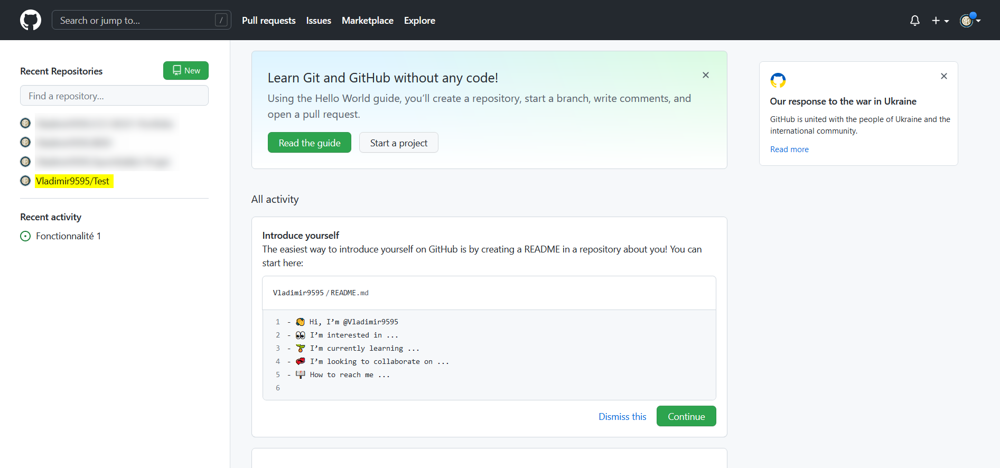 Search or jump to...
/
Pull requests
Issues
Marketplace
Explore
Recent Repositories
New
Find a repository...
Vladimir9595/Test
Recent activity
Fonctionnalité 1
Learn Git and GitHub without any code!
Using the Hello World guide, you’ll create a repository, start a branch, write comments, and
open a pull request.
Read the guide
Start a project
All activity
Introduce yourself
The easiest way to introduce yourself on GitHub is by creating a README in a repository about you! You can
start here:
Vladimir9595/README.md
1 - 👋 Hi, I’m @Vladimir9595
2 - 👀 I’m interested in ...
3 - 🌱 I’m currently learning ...
4 - 💞️ I’m looking to collaborate on ...
5 - 📫 How to reach me ...
6
Dismiss this
Continue
Our response to the war in Ukraine
GitHub is united with the people of Ukraine and the
international community.
Read more